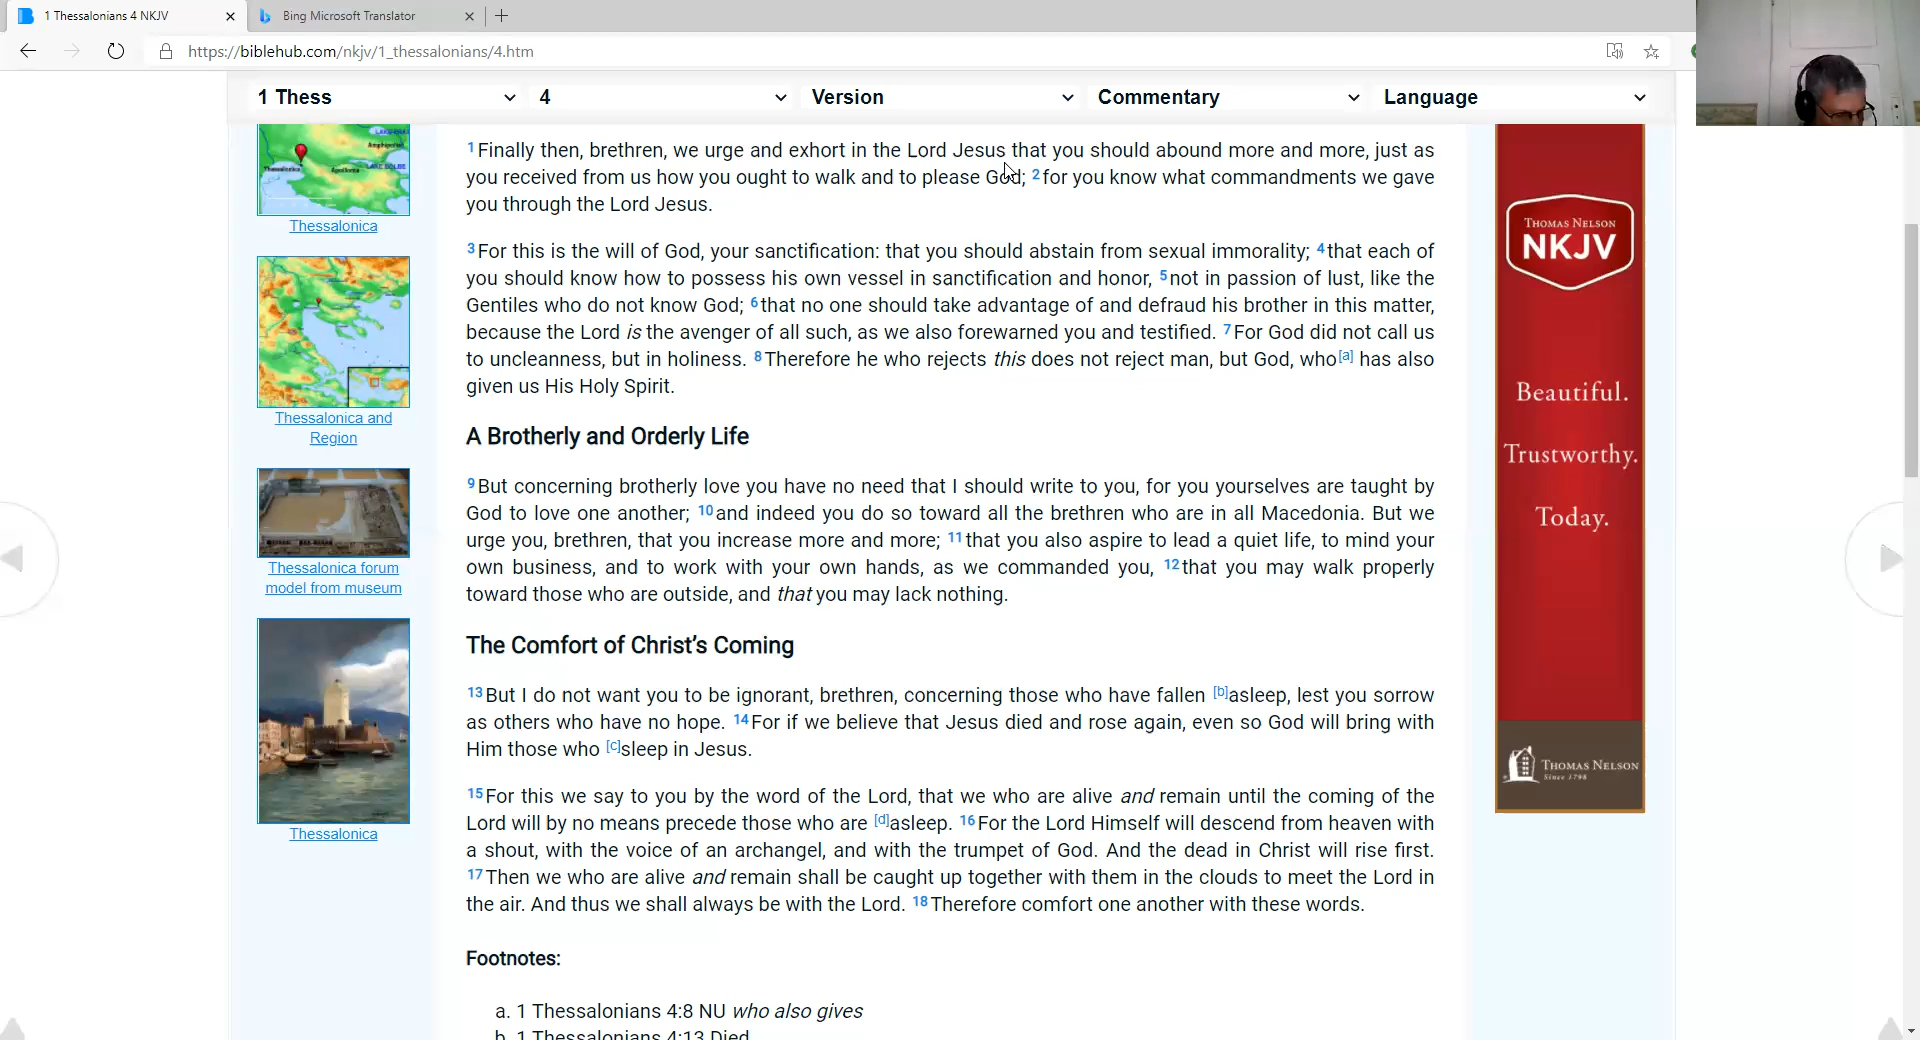 1 Thessalonians 4 NKJV
Bing Microsoft Translator
https://biblehub.com/nkjv/1_thessalonians/4.htm
1 Thess
4
Version
Commentary
Language
Thessalonica
Thessalonica and
Region
Thessalonica forum
model from museum
Thessalonica
1 Finally then, brethren, we urge and exhort in the Lord Jesus that you should abound more and more, just as
you received from us how you ought to walk and to please God; 2 for you know what commandments we gave
you through the Lord Jesus.
3 For this is the will of God, your sanctification: that you should abstain from sexual immorality; 4 that each of
you should know how to possess his own vessel in sanctification and honor, 5 not in passion of lust, like the
Gentiles who do not know God; 6 that no one should take advantage of and defraud his brother in this matter,
because the Lord is the avenger of all such, as we also forewarned you and testified. 7 For God did not call us
to uncleanness, but in holiness. 8 Therefore he who rejects this does not reject man, but God, who[a] has also
given us His Holy Spirit.
A Brotherly and Orderly Life
9 But concerning brotherly love you have no need that I should write to you, for you yourselves are taught by
God to love one another; 10 and indeed you do so toward all the brethren who are in all Macedonia. But we
urge you, brethren, that you increase more and more; 11 that you also aspire to lead a quiet life, to mind your
own business, and to work with your own hands, as we commanded you, 12 that you may walk properly
toward those who are outside, and that you may lack nothing.
The Comfort of Christ’s Coming
13 But I do not want you to be ignorant, brethren, concerning those who have fallen [b]asleep, lest you sorrow
as others who have no hope. 14 For if we believe that Jesus died and rose again, even so God will bring with
Him those who [c]sleep in Jesus.
15 For this we say to you by the word of the Lord, that we who are alive and remain until the coming of the
Lord will by no means precede those who are [d]asleep. 16 For the Lord Himself will descend from heaven with
a shout, with the voice of an archangel, and with the trumpet of God. And the dead in Christ will rise first.
17 Then we who are alive and remain shall be caught up together with them in the clouds to meet the Lord in
the air. And thus we shall always be with the Lord. 18 Therefore comfort one another with these words.
Footnotes:
a. 1 Thessalonians 4:8 NU who also gives
b. 1 Thessalonians 4:13 Died
THOMAS NELSON
NKJV
Beautiful.
Trustworthy.
Today.
THOMAS NELSON
Since 1798